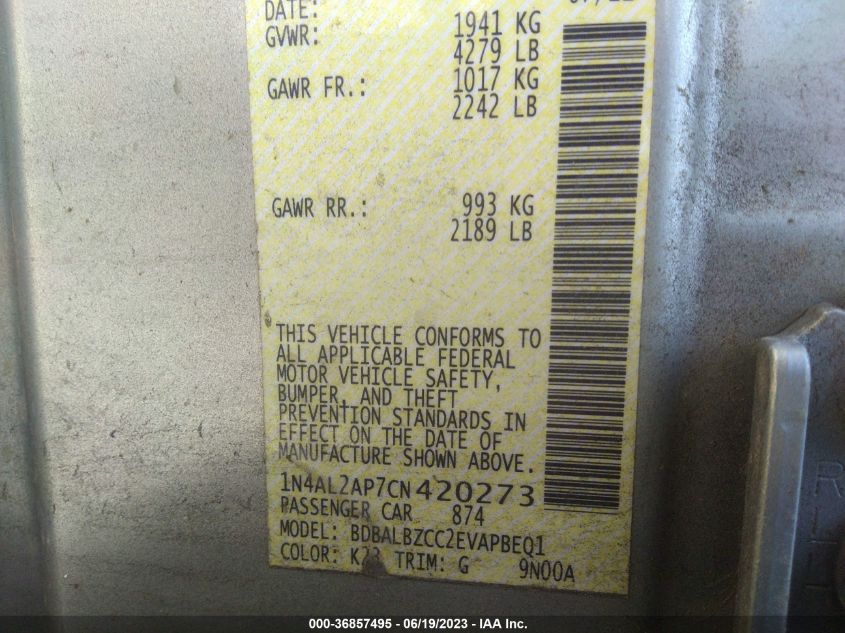 DATE:
GVWR: 1941 KG
4279 LB
GAWR FR.: 1017 KG
2242 LB
GAWR RR.: 993 KG
2189 LB
THIS VEHICLE CONFORMS TO
ALL APPLICABLE FEDERAL
MOTOR VEHICLE SAFETY,
BUMPER, AND THEFT
PREVENTION STANDARDS IN
EFFECT ON THE DATE OF
MANUFACTURE SHOWN ABOVE.
1N4AL2AP7CN420273
PASSENGER CAR 874
MODEL: BDBALBZCC2EVAPBEQ1
COLOR: TRIM: G 9N00A
000-36857495 - 06/19/2023 - IAA Inc.